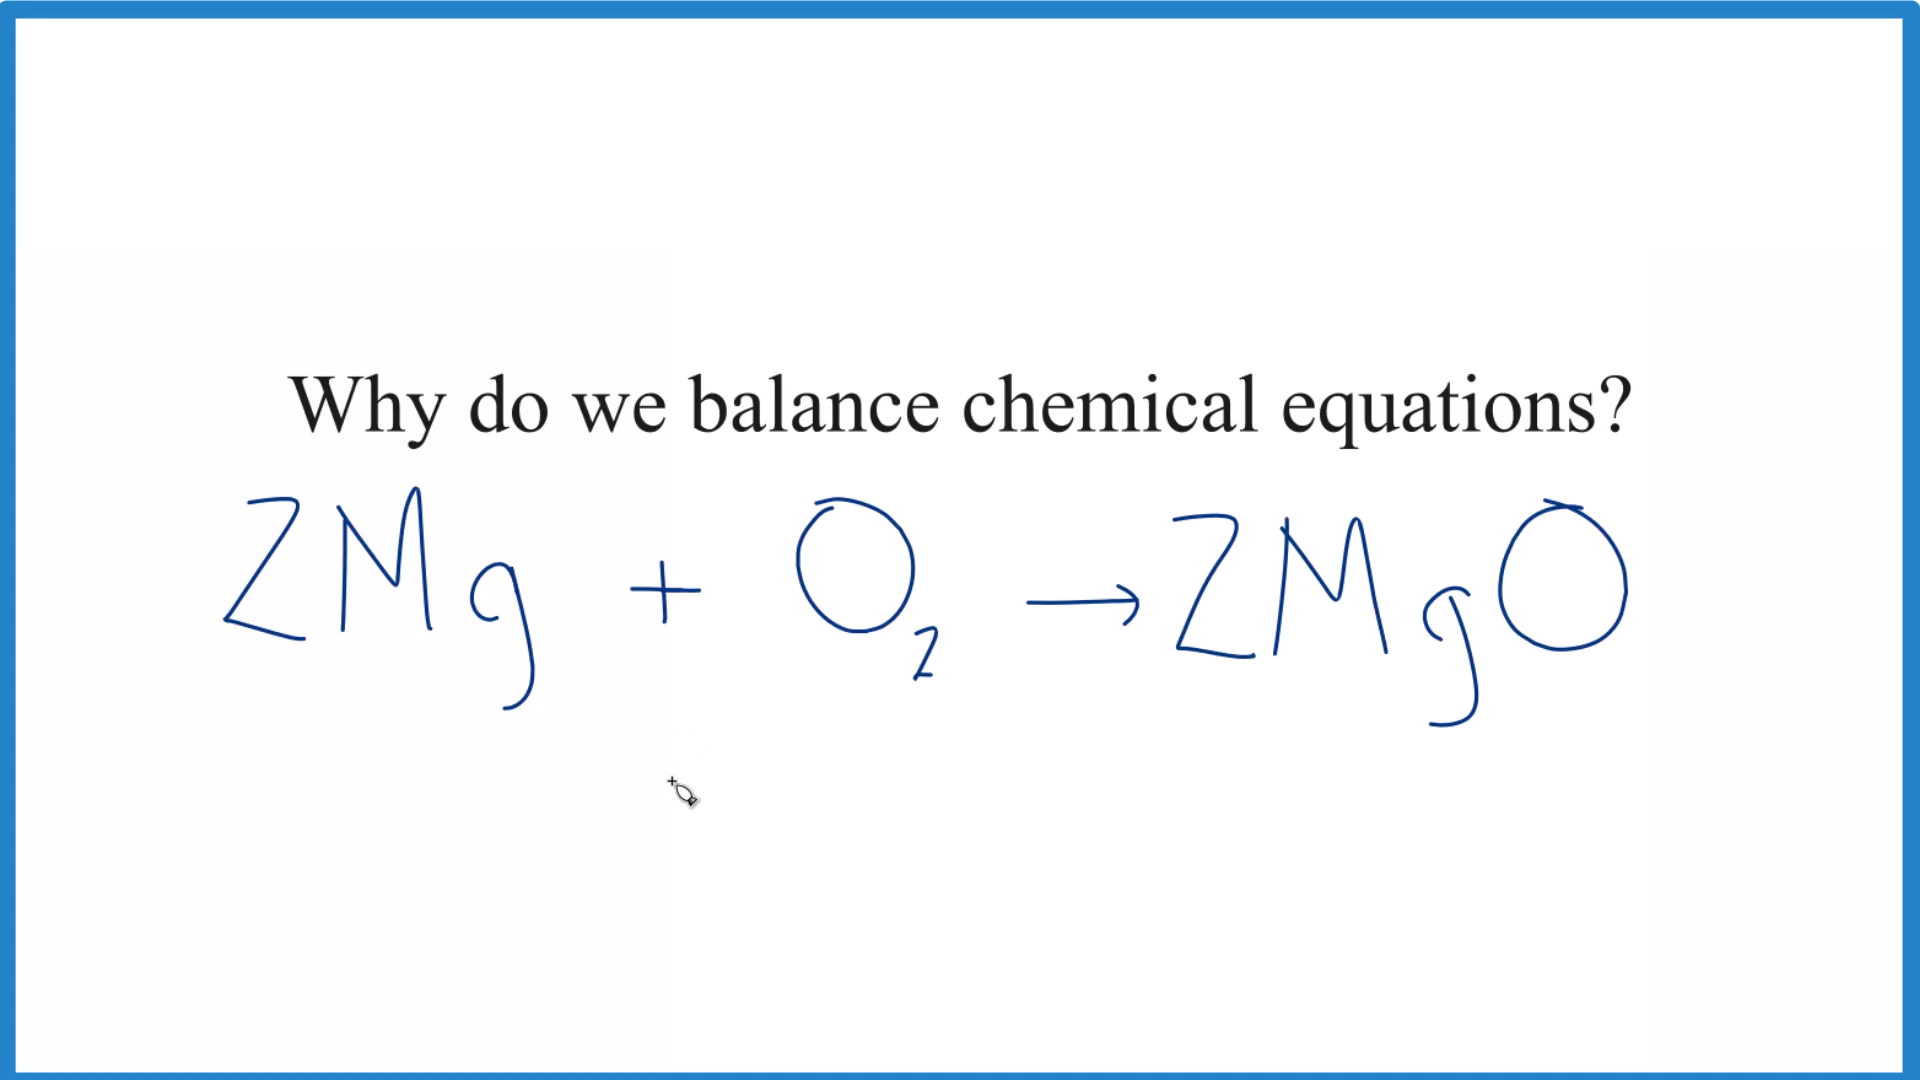 Why do we balance chemical equations?
2Mg + O₂ → 2MgO